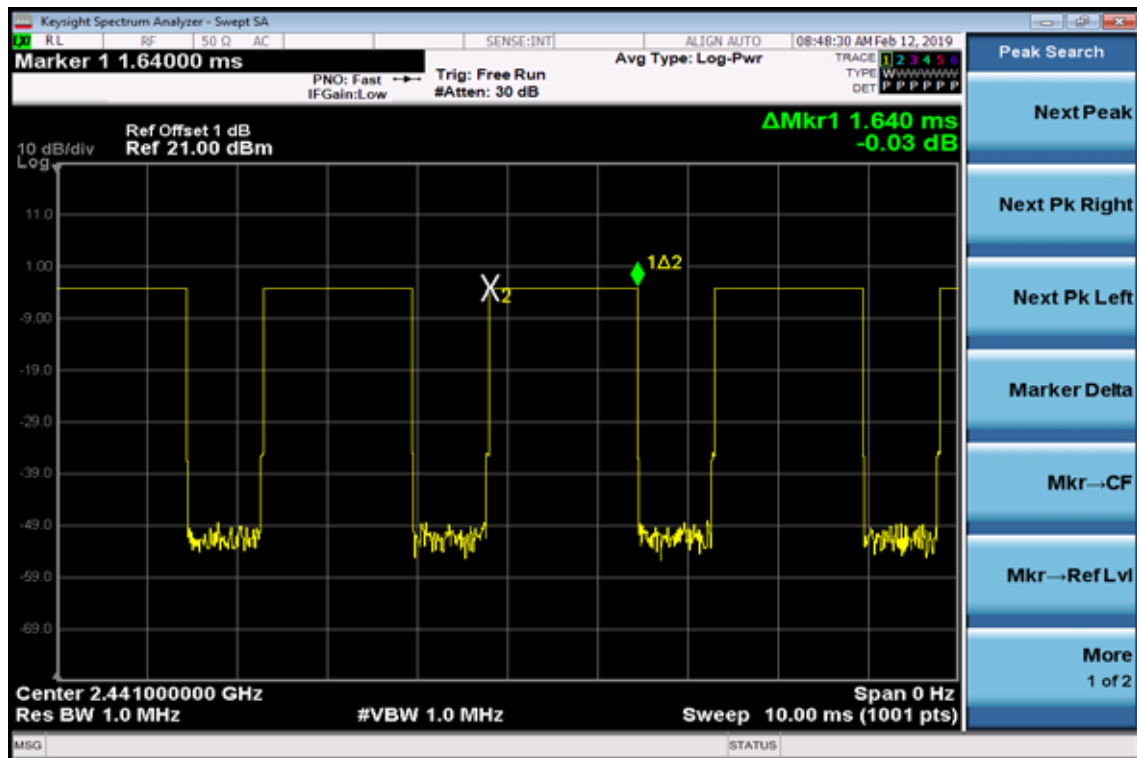 Keysight Spectrum Analyzer - Swept SA
LXI RL RF 50 Ω AC SENSE:INT ALIGN AUTO 08:48:30 AM Feb 12, 2019
Marker 1 1.64000 ms
PNO: Fast
IFGain:Low
Trig: Free Run
#Atten: 30 dB
Avg Type: Log-Pwr
TRACE 1 2 3 4 5 6
TYPE WWWWWWW
DET P P P P P P
Peak Search
Next Peak
Next Pk Right
Next Pk Left
Marker Delta
Mkr→CF
Mkr→Ref Lvl
More
1 of 2
ΔMkr1 1.640 ms
-0.03 dB
Ref Offset 1 dB
10 dB/div Ref 21.00 dBm
Log
11.0
1.00
-9.00
-19.0
-29.0
-39.0
-49.0
-59.0
-69.0
X2
1Δ2
Center 2.441000000 GHz Span 0 Hz
Res BW 1.0 MHz #VBW 1.0 MHz Sweep 10.00 ms (1001 pts)
MSG STATUS